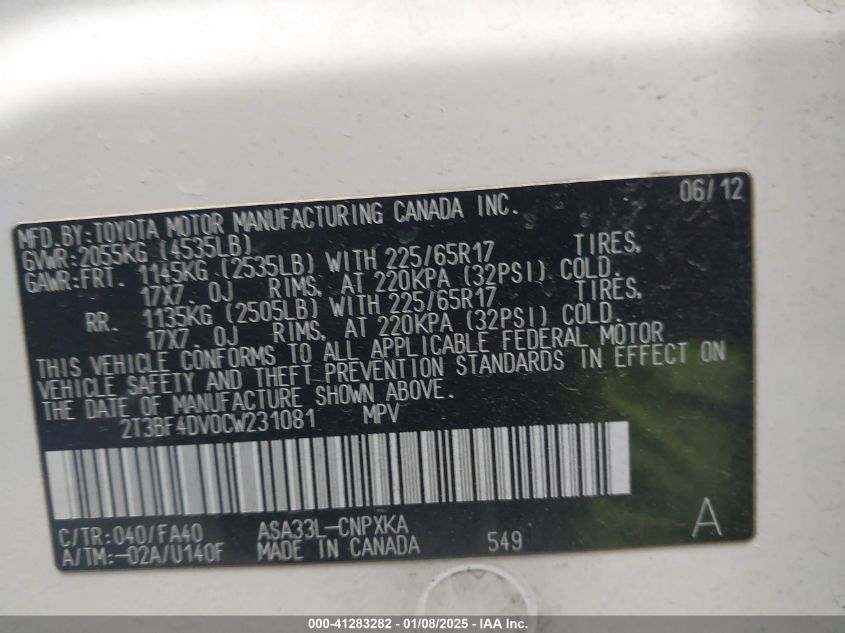 MFD.BY:TOYOTA MOTOR MANUFACTURING CANADA INC. 06/12
GVWR:2055KG (4535LB)
GAWR:FRT. 1145KG (2535LB) WITH 225/65R17 TIRES,
17X7. 0J RIMS, AT 220KPA (32PSI) COLD.
RR. 1135KG (2505LB) WITH 225/65R17 TIRES,
17X7. 0J RIMS, AT 220KPA (32PSI) COLD.
THIS VEHICLE CONFORMS TO ALL APPLICABLE FEDERAL MOTOR
VEHICLE SAFETY AND THEFT PREVENTION STANDARDS IN EFFECT ON
THE DATE OF MANUFACTURE SHOWN ABOVE.
2T3BF4DV0CW231081 MPV
C/TR:040/FA40 ASA33L-CNPXKA A
A/TM:-02A/U140F MADE IN CANADA 549
000-41283282 - 01/08/2025 - IAA, Inc.